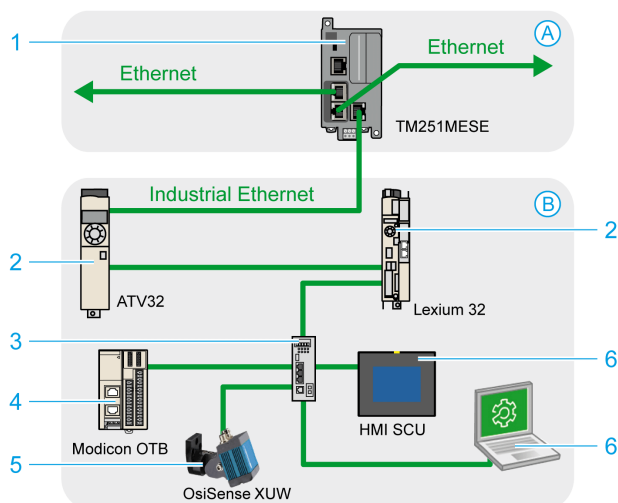 1
A
Ethernet
Ethernet
TM251MESE
Industrial Ethernet
B
2
2
ATV32
Lexium 32
3
6
4
HMI SCU
6
Modicon OTB
5
OsiSense XUW